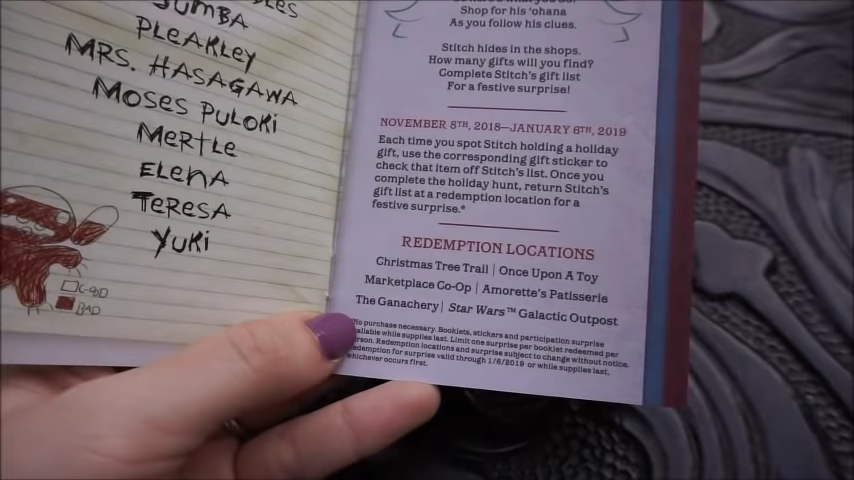 JUMBA
PLEAKLEY
MRS. HASAGAWA
MOSES PULOKI
MERTLE
ELENA
TERESA
YUKI
GOOD
BAD
Shop for his 'ohana
As you follow his clues.
Stitch hides in the shops.
How many gifts will you find?
Complete Stitch's gift list
For a festive surprise!
NOVEMBER 8TH, 2018—JANUARY 6TH, 2019
Each time you spot Stitch holding a holiday
gift, use the corresponding gift sticker to
check that item off Stitch's list. Once you
complete the holiday hunt, return Stitch's
gift list at a redemption location for a
festive surprise.*
REDEMPTION LOCATIONS
Christmas Tree Trail | Once Upon A Toy
Marketplace Co-Op | Amorette's Patisserie
The Ganachery | Star Wars™ Galactic Outpost
*No purchase necessary. Booklets, stickers and participation surprise
available while supplies last. Limit one surprise per booklet redeemed per
person. Redemption locations and surprise subject to change without notice.
Redemption for surprise valid through 1/6/2019 or while supplies last,
whichever occurs first.